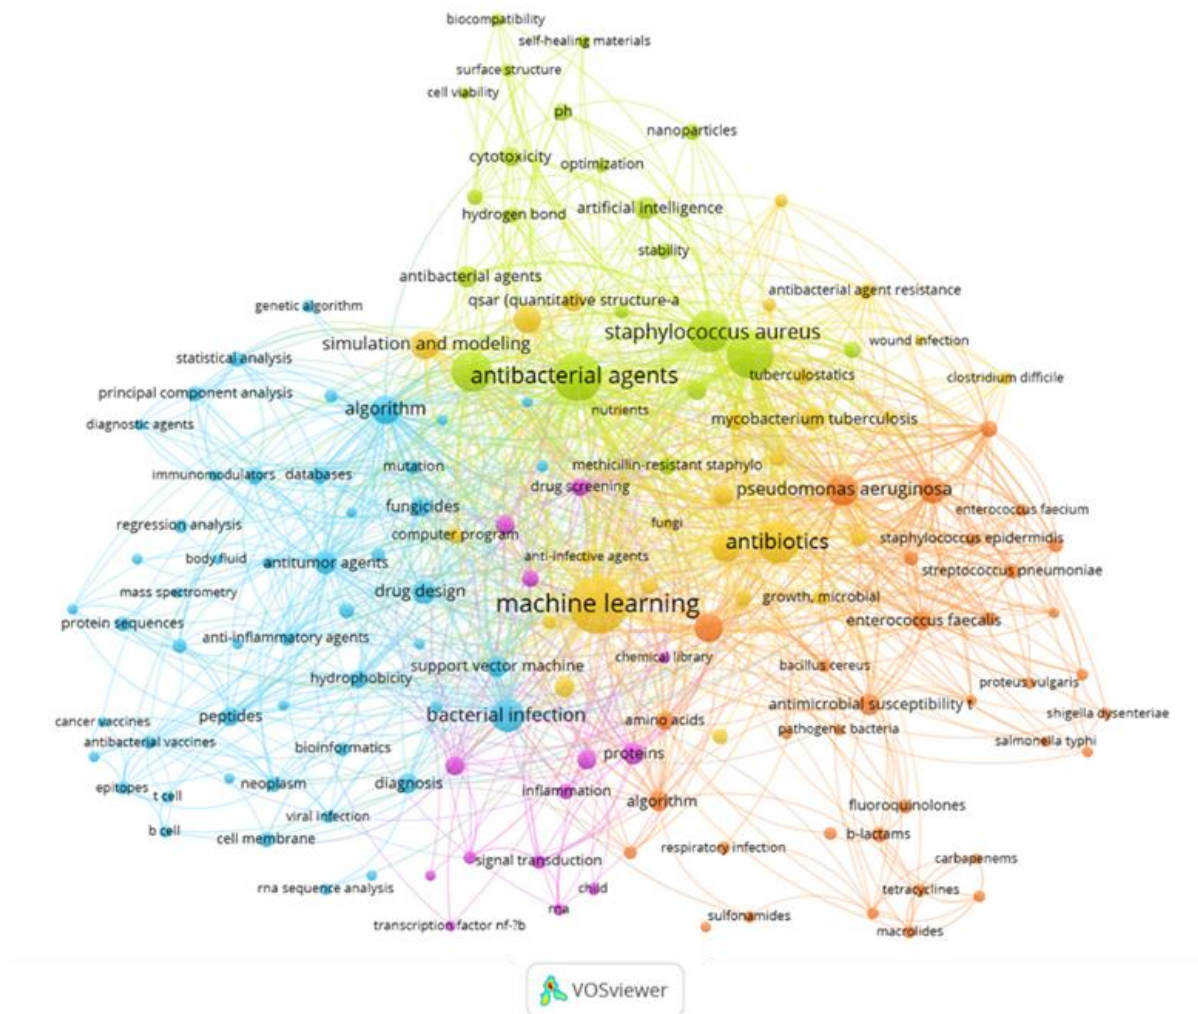 biocompatibility
self-healing materials
surface structure
cell viability
ph
nanoparticles
cytotoxicity
optimization
hydrogen bond
artificial intelligence
stability
antibacterial agents
antibacterial agent resistance
qsar (quantitative structure-a
genetic algorithm
staphylococcus aureus
simulation and modeling
wound infection
statistical analysis
antibacterial agents
tuberculostatics
clostridium difficile
principal component analysis
algorithm
nutrients
mycobacterium tuberculosis
diagnostic agents
mutation
methicillin-resistant staphylo
immunomodulators
databases
drug screening
pseudomonas aeruginosa
fungicides
enterococcus faecium
regression analysis
fungi
computer program
antibiotics
staphylococcus epidermidis
body fluid
antitumor agents
anti-infective agents
streptococcus pneumoniae
mass spectrometry
drug design
machine learning
growth, microbial
protein sequences
enterococcus faecalis
anti-inflammatory agents
support vector machine
chemical library
bacillus cereus
hydrophobicity
proteus vulgaris
antimicrobial susceptibility t
shigella dysenteriae
cancer vaccines
peptides
bacterial infection
amino acids
pathogenic bacteria
antibacterial vaccines
bioinformatics
proteins
salmonella typhi
epitopes
t cell
neoplasm
diagnosis
inflammation
algorithm
fluoroquinolones
viral infection
b cell
cell membrane
b-lactams
respiratory infection
signal transduction
carbapenems
rna sequence analysis
child
tetracyclines
rna
sulfonamides
transcription factor nf-?b
macrolides
VOSviewer